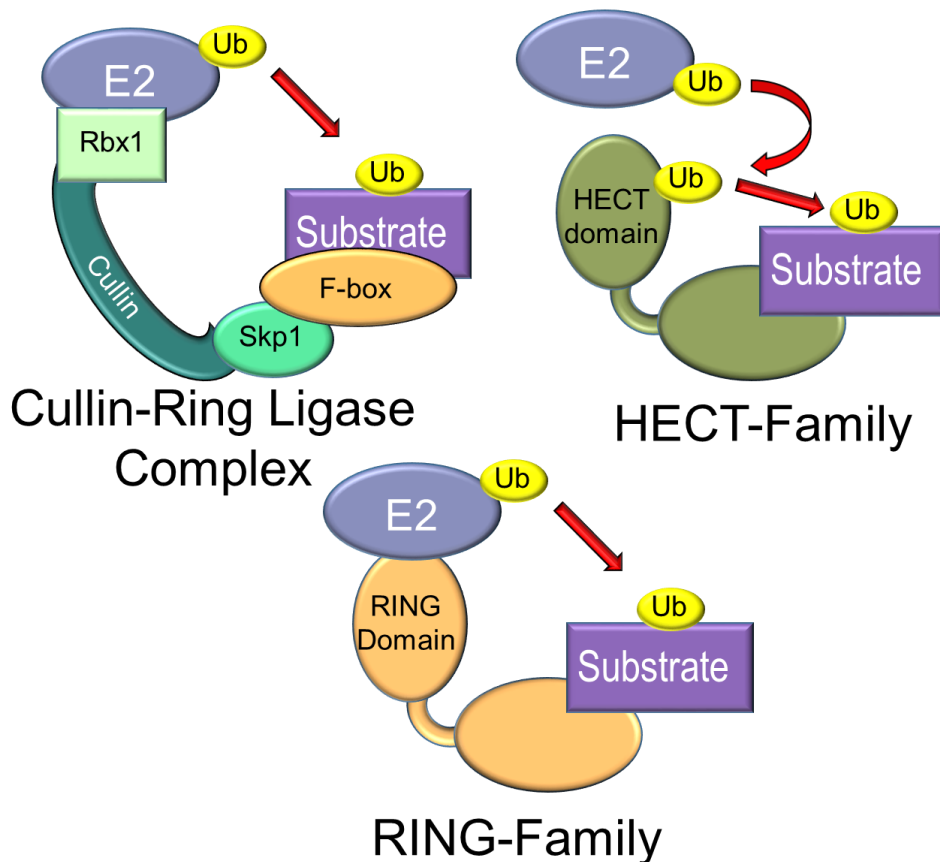 E2
Ub
Rbx1
Cullin
Skp1
F-box
Ub
Substrate
Cullin-Ring Ligase
Complex
E2
Ub
HECT
domain
Ub
Ub
Substrate
HECT-Family
E2
Ub
RING
Domain
Ub
Substrate
RING-Family